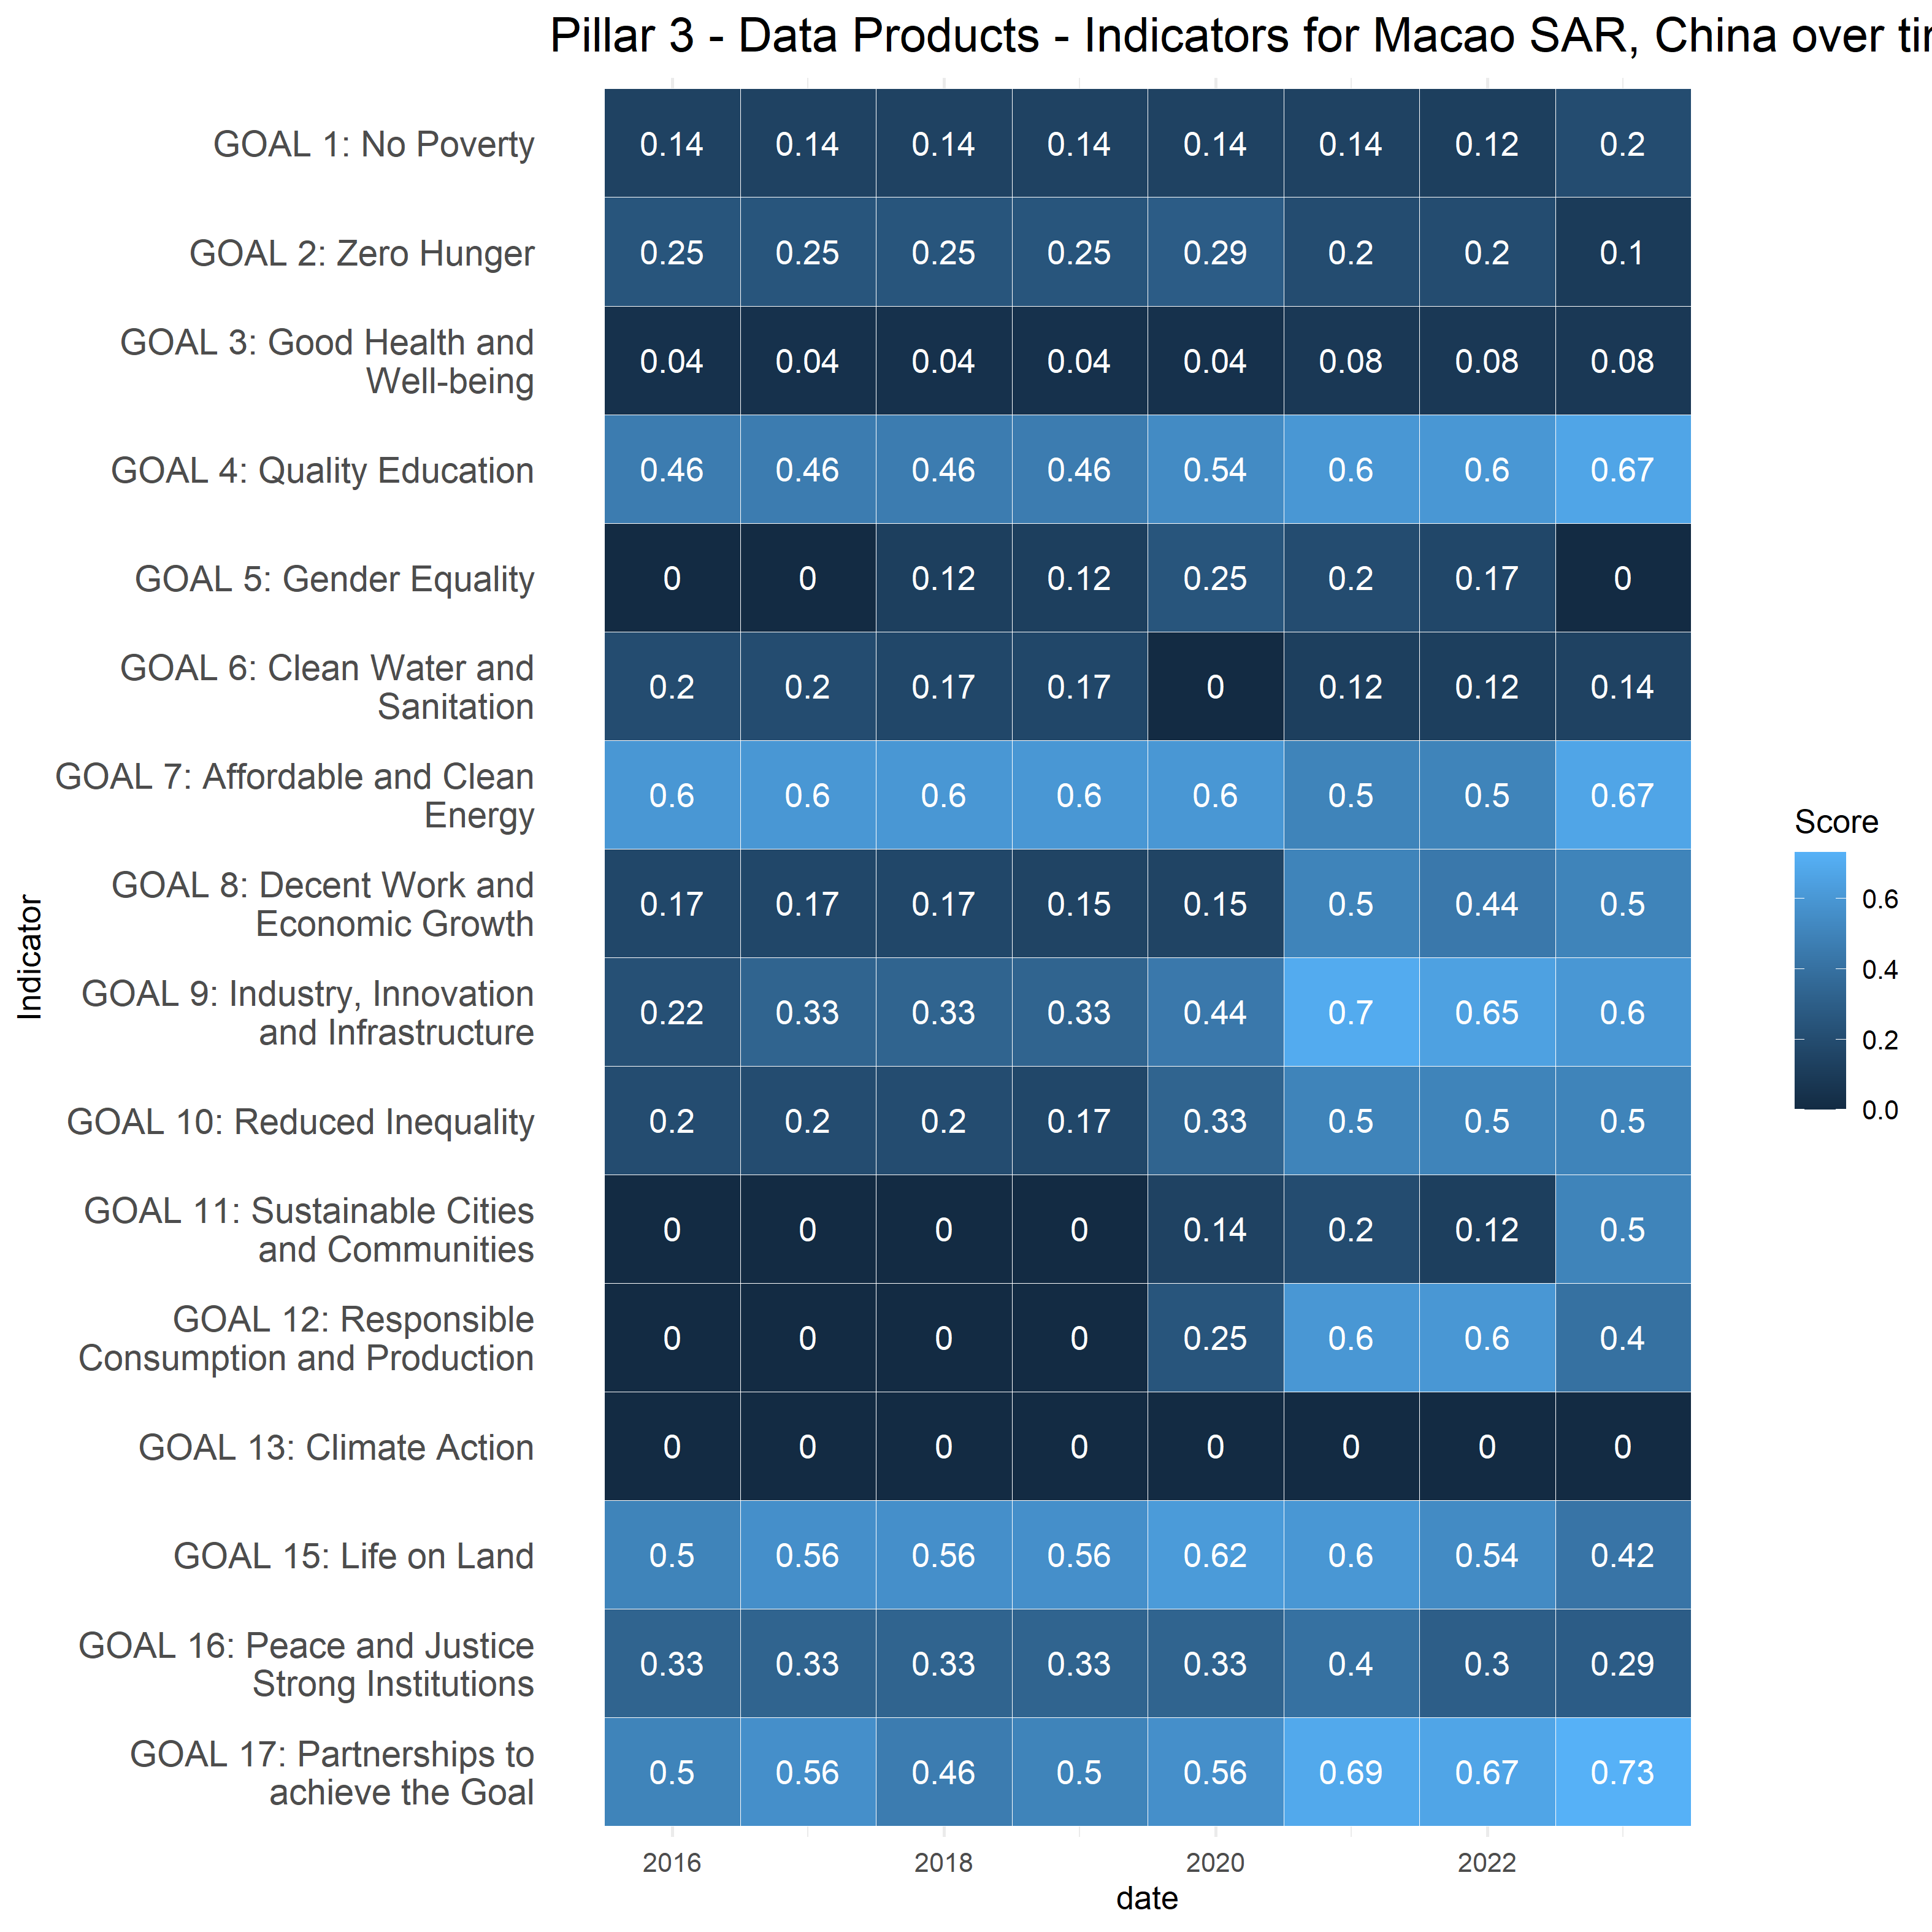 Pillar 3 - Data Products - Indicators for Macao SAR, China over tir
GOAL 1: No Poverty
0.14 0.14 0.14 0.14 0.14 0.14 0.12 0.2
GOAL 2: Zero Hunger
0.25 0.25 0.25 0.25 0.29 0.2 0.2 0.1
GOAL 3: Good Health and
Well-being
0.04 0.04 0.04 0.04 0.04 0.08 0.08 0.08
GOAL 4: Quality Education
0.46 0.46 0.46 0.46 0.54 0.6 0.6 0.67
GOAL 5: Gender Equality
0 0 0.12 0.12 0.25 0.2 0.17 0
GOAL 6: Clean Water and
Sanitation
0.2 0.2 0.17 0.17 0 0.12 0.12 0.14
GOAL 7: Affordable and Clean
Energy
0.6 0.6 0.6 0.6 0.6 0.5 0.5 0.67
GOAL 8: Decent Work and
Economic Growth
0.17 0.17 0.17 0.15 0.15 0.5 0.44 0.5
GOAL 9: Industry, Innovation
and Infrastructure
0.22 0.33 0.33 0.33 0.44 0.7 0.65 0.6
GOAL 10: Reduced Inequality
0.2 0.2 0.2 0.17 0.33 0.5 0.5 0.5
GOAL 11: Sustainable Cities
and Communities
0 0 0 0 0.14 0.2 0.12 0.5
GOAL 12: Responsible
Consumption and Production
0 0 0 0 0.25 0.6 0.6 0.4
GOAL 13: Climate Action
0 0 0 0 0 0 0 0
GOAL 15: Life on Land
0.5 0.56 0.56 0.56 0.62 0.6 0.54 0.42
GOAL 16: Peace and Justice
Strong Institutions
0.33 0.33 0.33 0.33 0.33 0.4 0.3 0.29
GOAL 17: Partnerships to
achieve the Goal
0.5 0.56 0.46 0.5 0.56 0.69 0.67 0.73
2016 2018 2020 2022
date
Indicator
Score
0.6
0.4
0.2
0.0